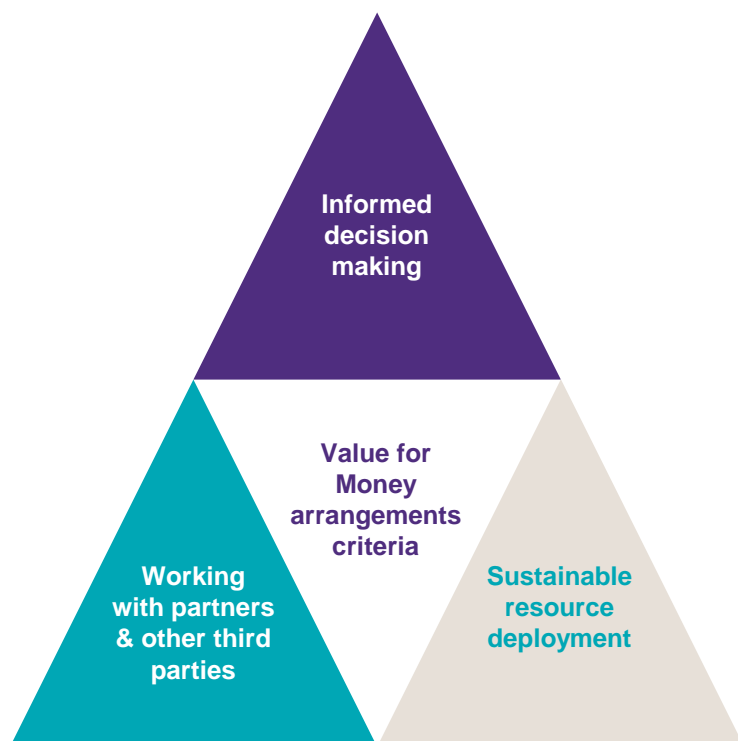 Informed
decision
making
Value for
Money
arrangements
criteria
Working
with partners
& other third
parties
Sustainable
resource
deployment